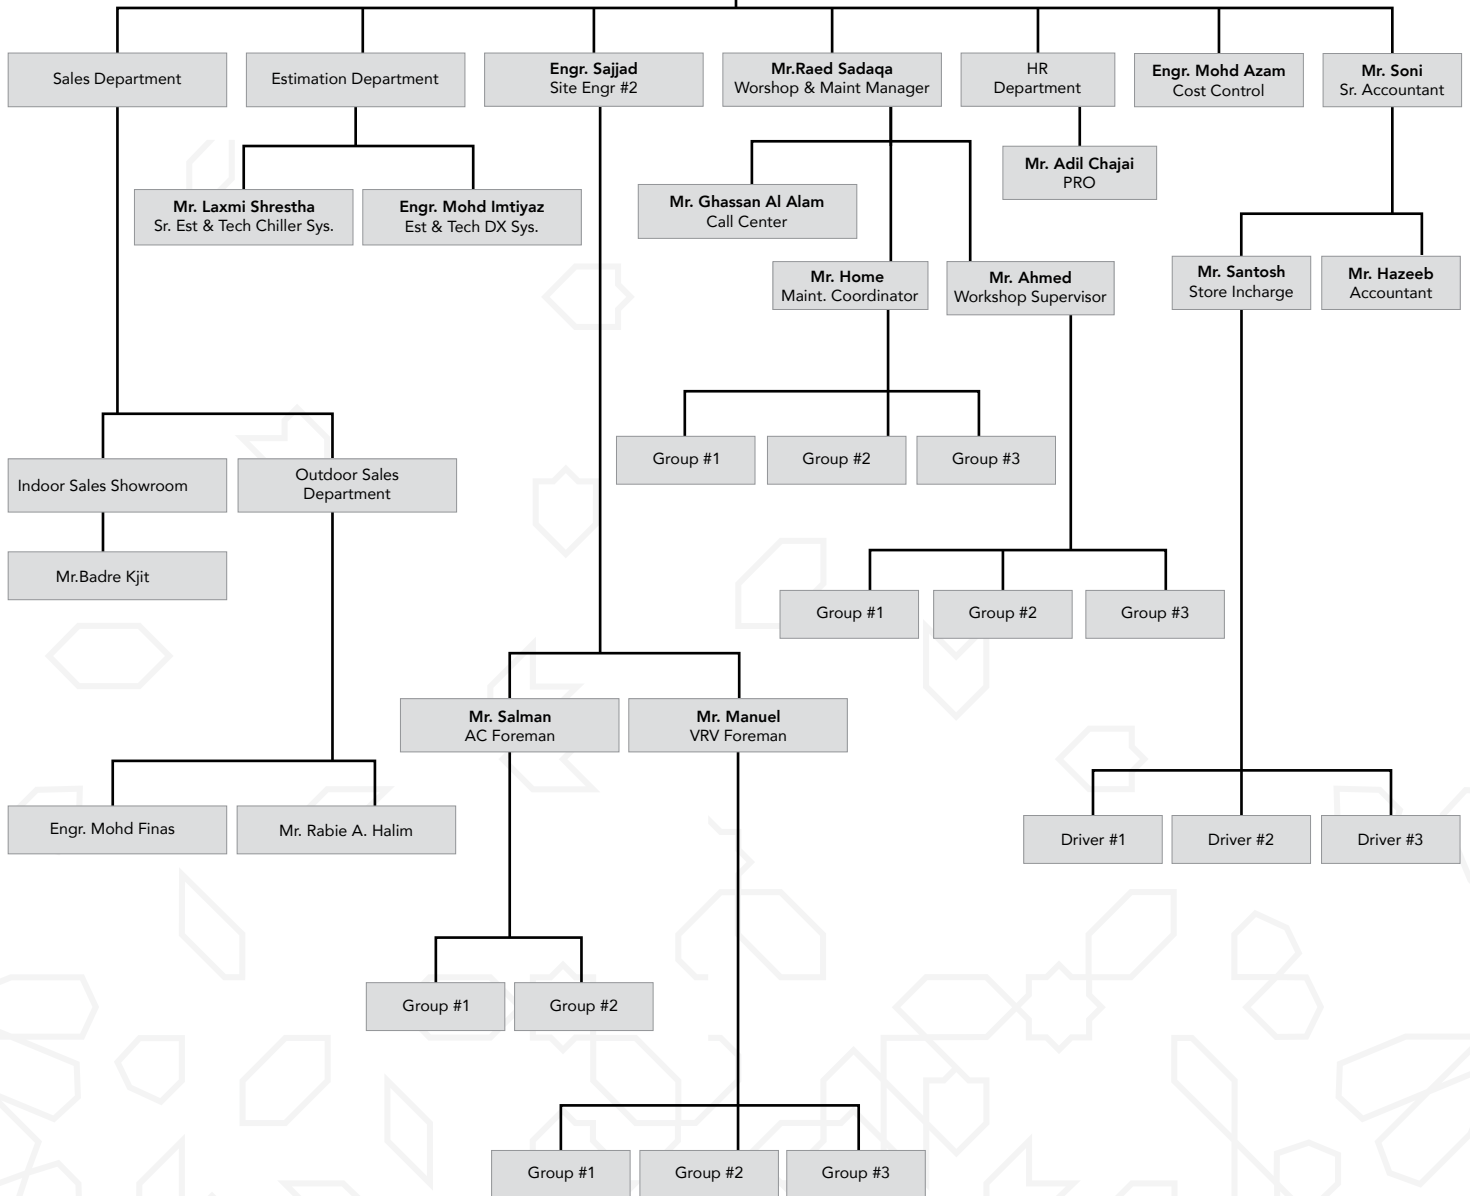 Sales Department
Estimation Department
Engr. Sajjad
Site Engr #2
Mr.Raed Sadaqa
Worshop & Maint Manager
HR
Department
Engr. Mohd Azam
Cost Control
Mr. Soni
Sr. Accountant
Mr. Adil Chajai
PRO
Mr. Laxmi Shrestha
Sr. Est & Tech Chiller Sys.
Engr. Mohd Imtiyaz
Est & Tech DX Sys.
Mr. Ghassan Al Alam
Call Center
Mr. Home
Maint. Coordinator
Mr. Ahmed
Workshop Supervisor
Mr. Santosh
Store Incharge
Mr. Hazeeb
Accountant
Group #1
Group #2
Group #3
Indoor Sales Showroom
Outdoor Sales
Department
Mr.Badre Kjit
Group #1
Group #2
Group #3
Mr. Salman
AC Foreman
Mr. Manuel
VRV Foreman
Engr. Mohd Finas
Mr. Rabie A. Halim
Driver #1
Driver #2
Driver #3
Group #1
Group #2
Group #1
Group #2
Group #3